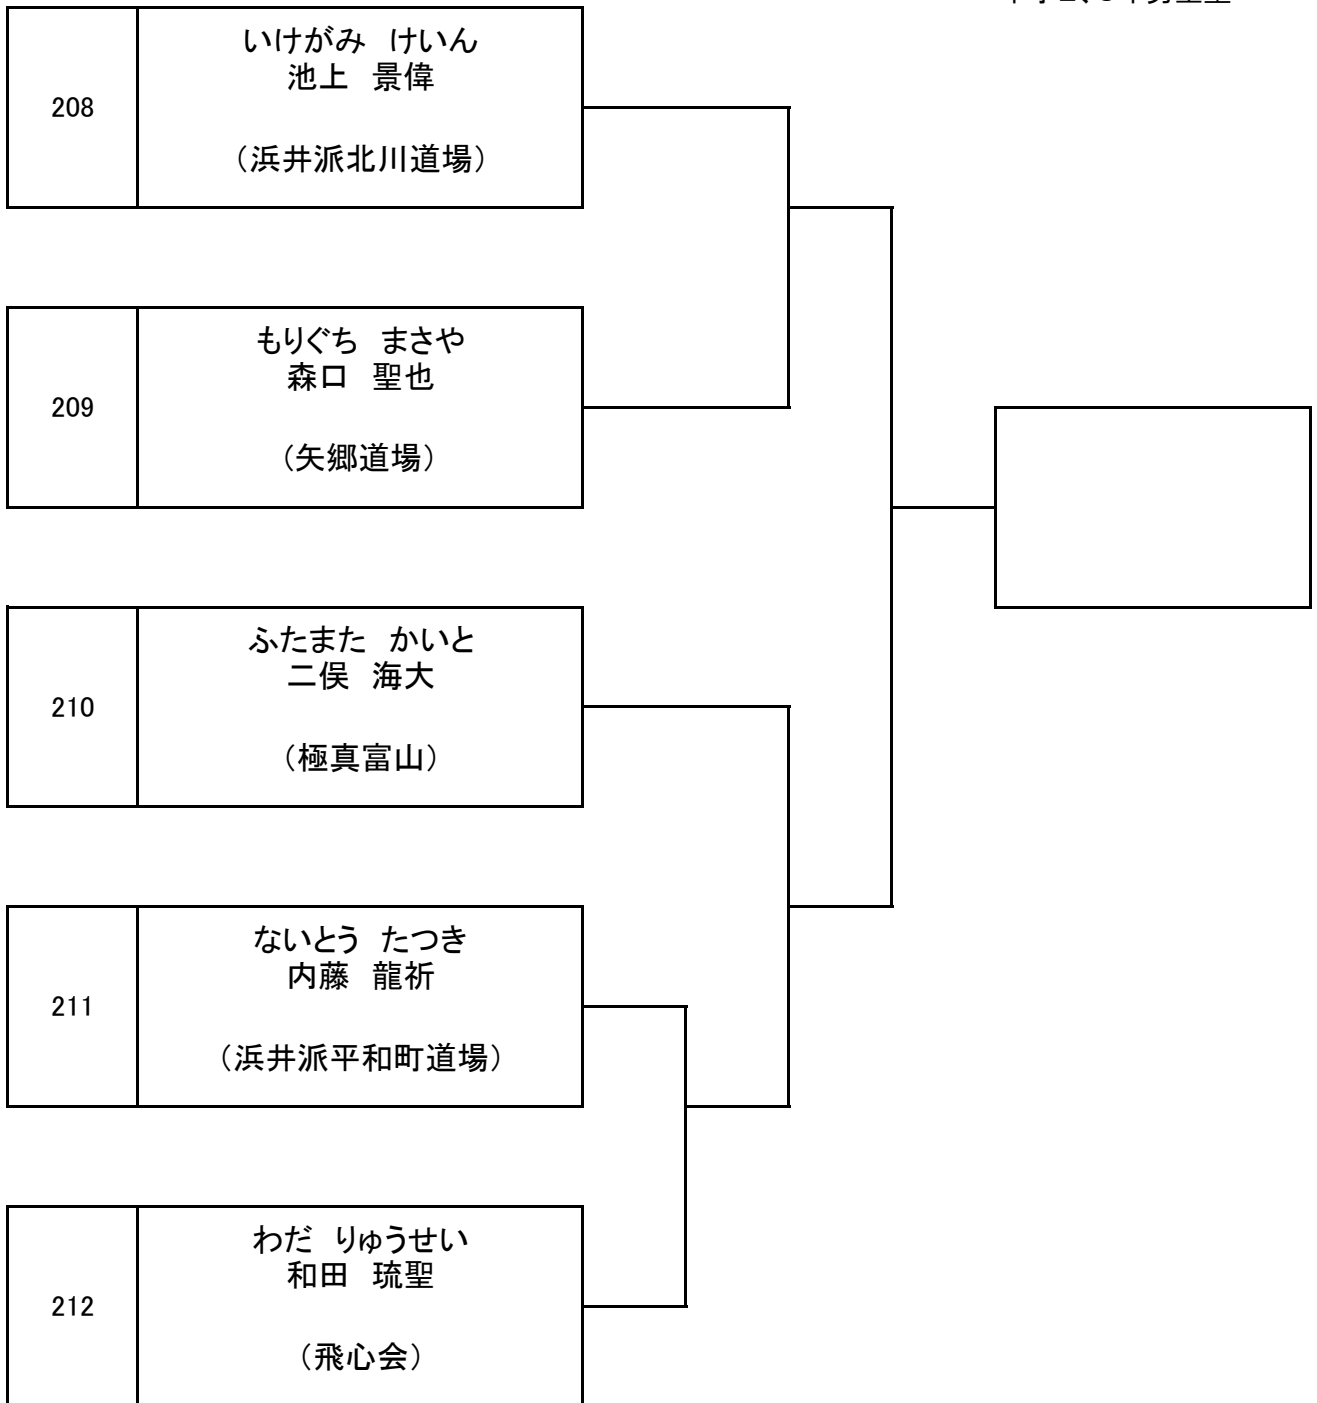 208
いけがみ　けいん
池上　景偉
（浜井派北川道場）
209
もりぐち　まさや
森口　聖也
（矢郷道場）
210
ふたまた　かいと
二俣　海大
（極真富山）
211
ないとう　たつき
内藤　龍祈
（浜井派平和町道場）
212
わだ　りゅうせい
和田　琉聖
（飛心会）